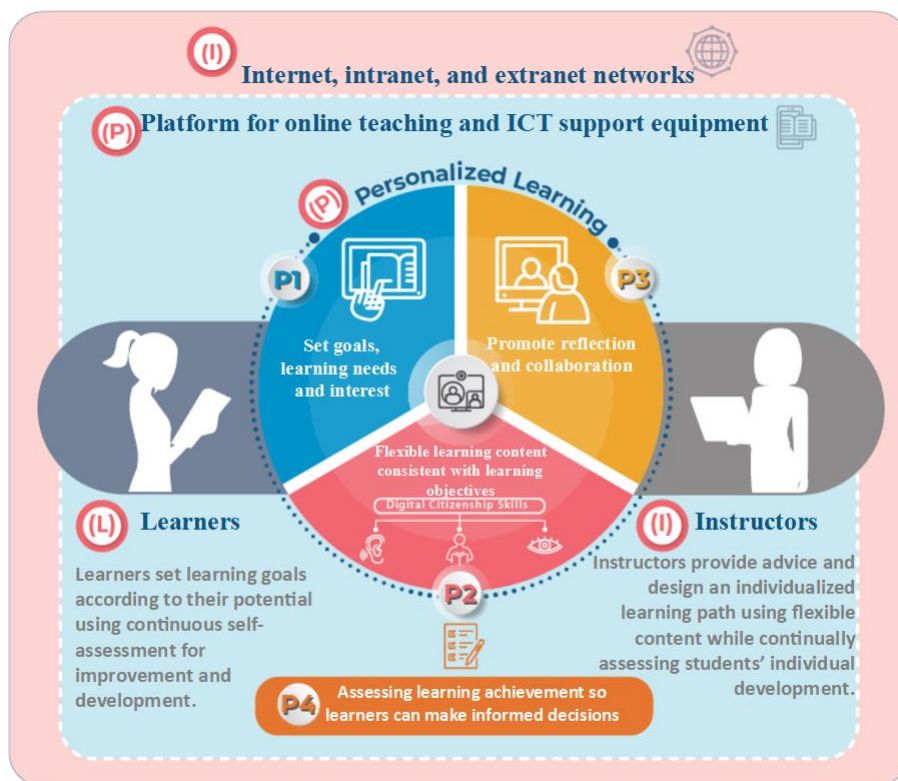 (I)
Internet, intranet, and extranet networks
(P) Platform for online teaching and ICT support equipment
(P) Personalized Learning
P1
Set goals,
learning needs
and interest
P3
Promote reflection
and collaboration
Flexible learning content
consistent with learning
objectives
Digital Citizenship Skills
P2
(L) Learners
Learners set learning goals
according to their potential
using continuous self-
assessment for
improvement and
development.
(I) Instructors
Instructors provide advice and
design an individualized
learning path using flexible
content while continually
assessing students’ individual
development.
P4
Assessing learning achievement so
learners can make informed decisions